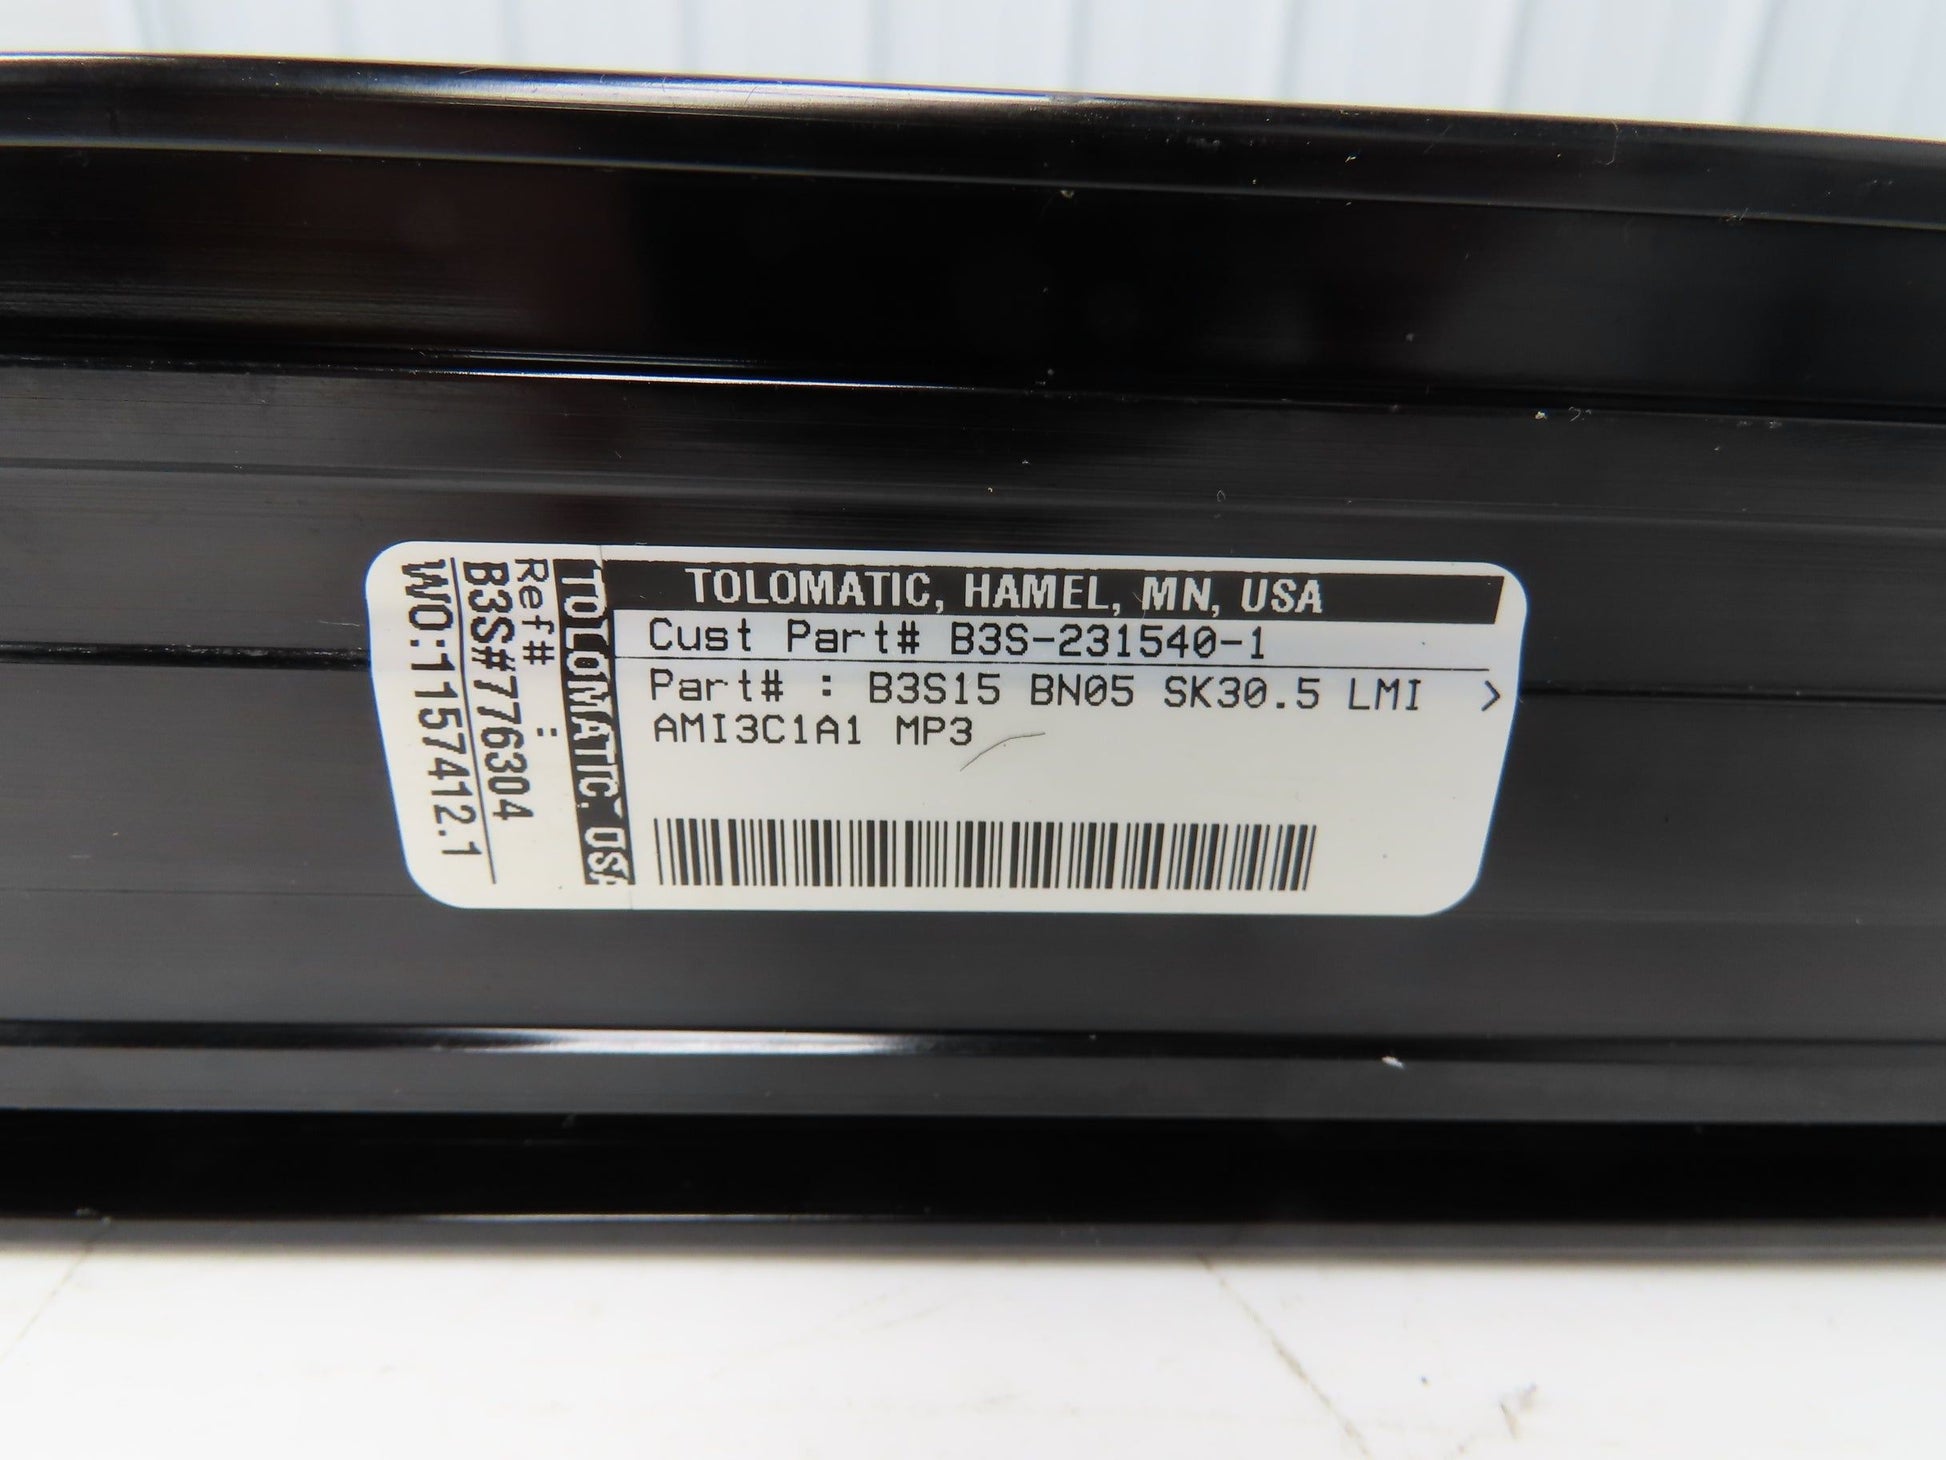 TOLOMATIC, HAMEL, MN, USA
Cust Part# B3S-231540-1
Part# : B3S15 BN05 SK30.5 LMI >
AMI3C1A1 MP3
TOLOMATIC. USA
Ref# :
B3S#776304
WO:1157412.1